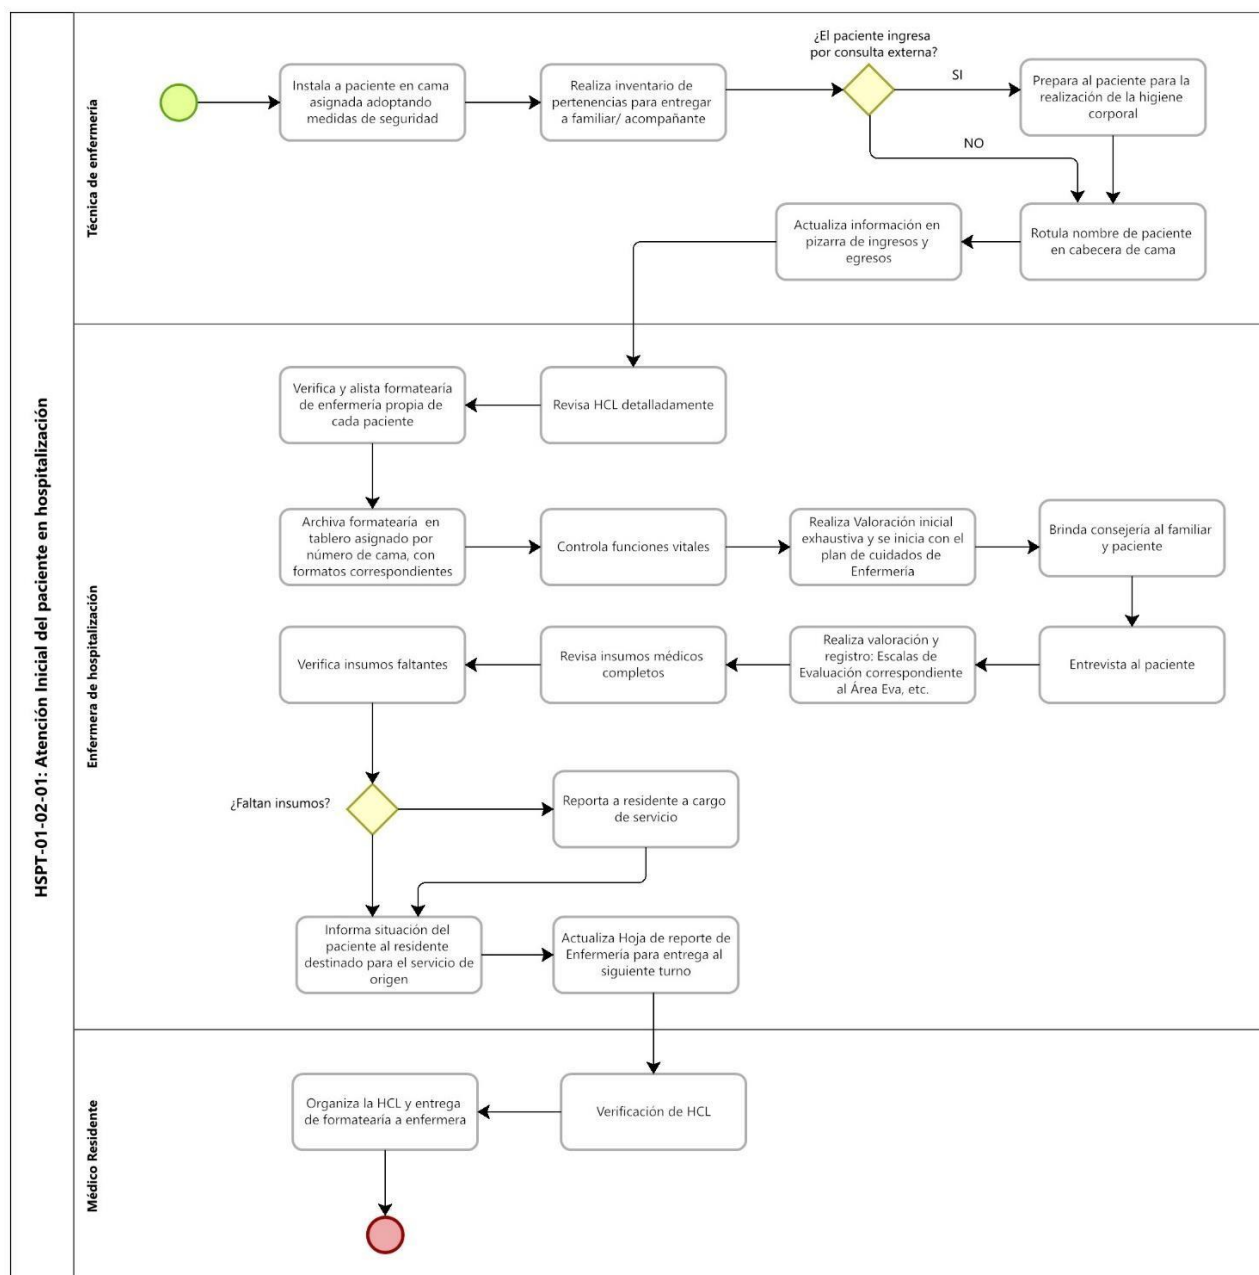 HSPT-01-02-01: Atención Inicial del paciente en hospitalización
Técnica de enfermería
Instala a paciente en cama
asignada adoptando
medidas de seguridad
Realiza inventario de
pertenencias para entregar
a familiar/ acompañante
¿El paciente ingresa
por consulta externa?
SI
NO
Prepara al paciente para la
realización de la higiene
corporal
Rotula nombre de paciente
en cabecera de cama
Actualiza información en
pizarra de ingresos y
egresos
Enfermera de hospitalización
Revisa HCL detalladamente
Verifica y alista formatearía
de enfermería propia de
cada paciente
Archiva formatearía en
tablero asignado por
número de cama, con
formatos correspondientes
Controla funciones vitales
Realiza Valoración inicial
exhaustiva y se inicia con el
plan de cuidados de
Enfermería
Brinda consejería al familiar
y paciente
Entrevista al paciente
Realiza valoración y
registro: Escalas de
Evaluación correspondiente
al Área Eva, etc.
Revisa insumos médicos
completos
Verifica insumos faltantes
¿Faltan insumos?
Reporta a residente a cargo
de servicio
Informa situación del
paciente al residente
destinado para el servicio de
origen
Actualiza Hoja de reporte de
Enfermería para entrega al
siguiente turno
Médico Residente
Verificación de HCL
Organiza la HCL y entrega
de formatearía a enfermera